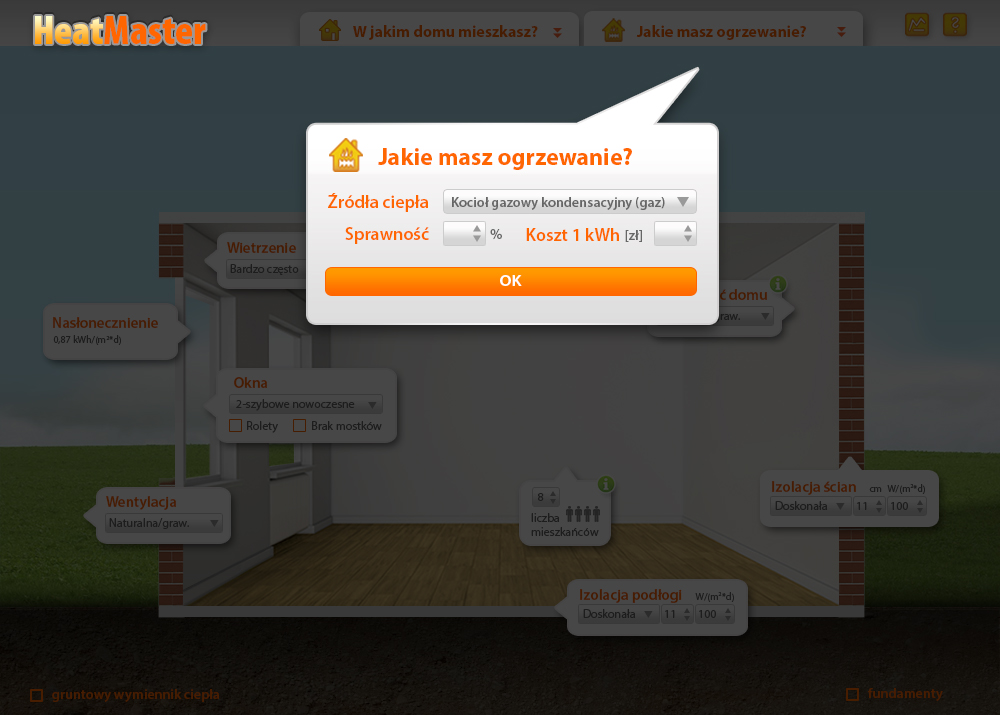 HeatMaster
W jakim domu mieszkasz?
Jakie masz ogrzewanie?
?
Jakie masz ogrzewanie?
Źródła ciepła
Kocioł gazowy kondensacyjny (gaz)
Sprawność
%
Koszt 1 kWh [zł]
OK
Wietrzenie
Bardzo często
ć domu
raw.
i
Nasłonecznienie
0,87 kWh/(m²*d)
Okna
2-szybowe nowoczesne
Rolety
Brak mostków
Wentylacja
Naturalna/graw.
8
i
liczba
mieszkańców
Izolacja ścian cm W/(m²*d)
Doskonała 11 100
Izolacja podłogi W/(m²*d)
Doskonała 11 100
gruntowy wymiennik ciepła
fundamenty